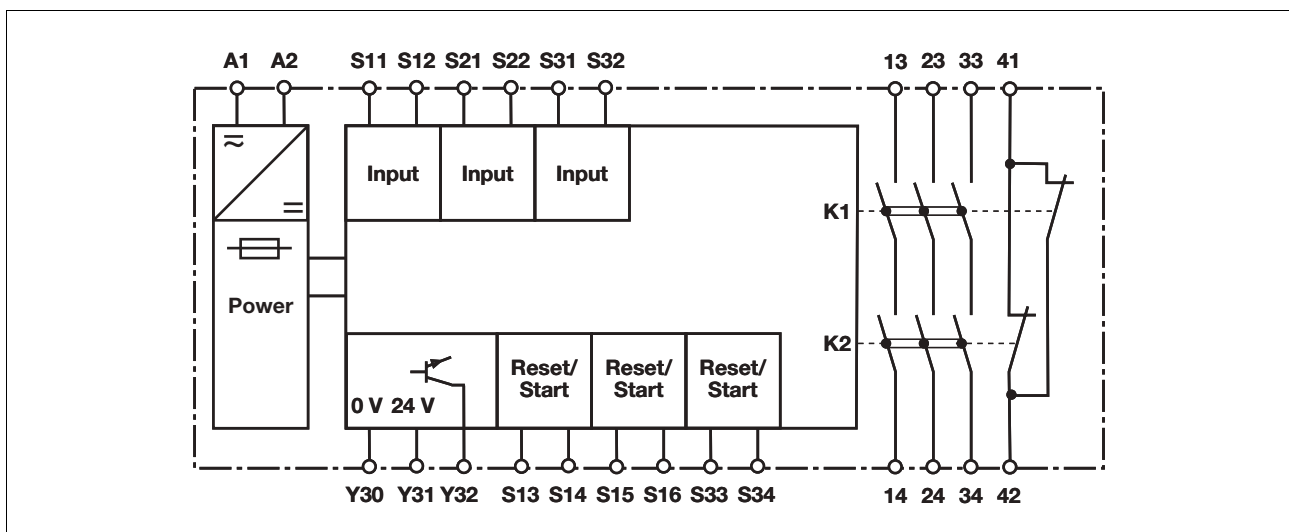 A1 A2 S11 S12 S21 S22 S31 S32 13 23 33 41
Input Input Input
K1
Power
K2
Reset/ Reset/ Reset/
Start Start Start
0 V 24 V
Y30 Y31 Y32 S13 S14 S15 S16 S33 S34 14 24 34 42